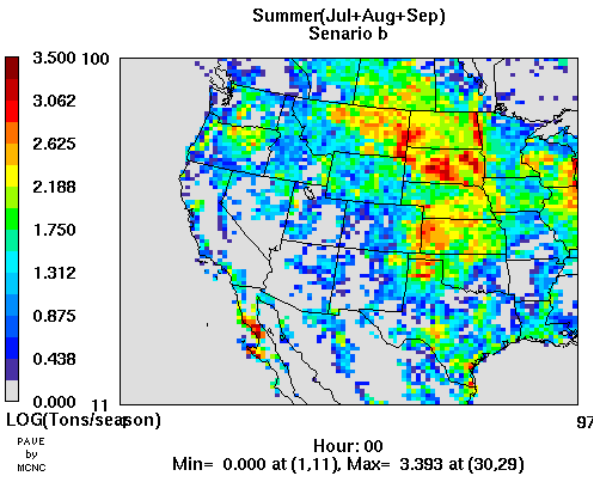 Summer(Jul+Aug+Sep)
Senario b
100
3.500
3.062
2.625
2.188
1.750
1.312
0.875
0.438
0.000
11
LOG(Tons/season)
97
PAVE
by
MCNC
Hour: 00
Min= 0.000 at (1,11), Max= 3.393 at (30,29)